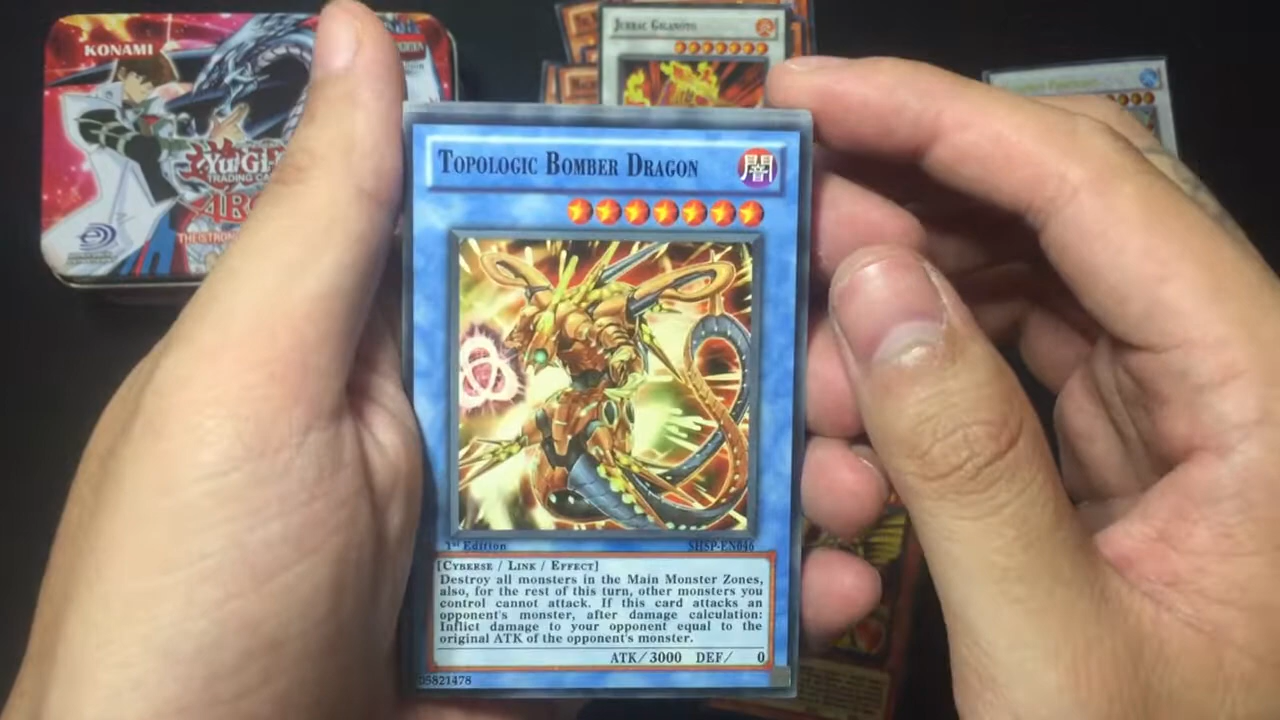 KONAMI
JURRAC GIGANOTO
TOPOLOGIC BOMBER DRAGON
闇
YU-GI-
TRADING CA
1st Edition
SHSP-EN046
[CYBERSE / LINK / EFFECT]
Destroy all monsters in the Main Monster Zones,
also, for the rest of this turn, other monsters you
control cannot attack. If this card attacks an
opponent's monster, after damage calculation:
Inflict damage to your opponent equal to the
original ATK of the opponent's monster.
ATK/ 3000 DEF/ 0
05821478